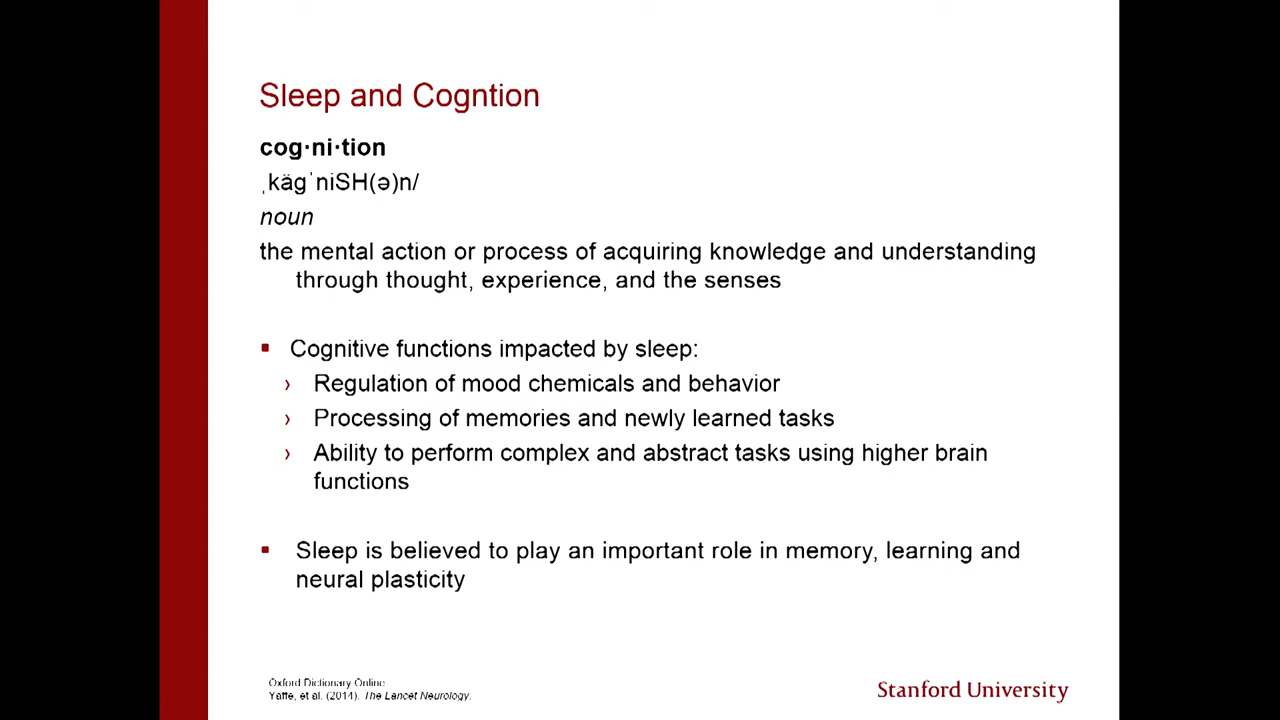 Sleep and Cogntion
cog·ni·tion
ˌkäɡˈniSH(ə)n/
noun
the mental action or process of acquiring knowledge and understanding
through thought, experience, and the senses
▪ Cognitive functions impacted by sleep:
› Regulation of mood chemicals and behavior
› Processing of memories and newly learned tasks
› Ability to perform complex and abstract tasks using higher brain
functions
▪ Sleep is believed to play an important role in memory, learning and
neural plasticity
Oxford Dictionary Online
Yaffe, et al. (2014). The Lancet Neurology.
Stanford University